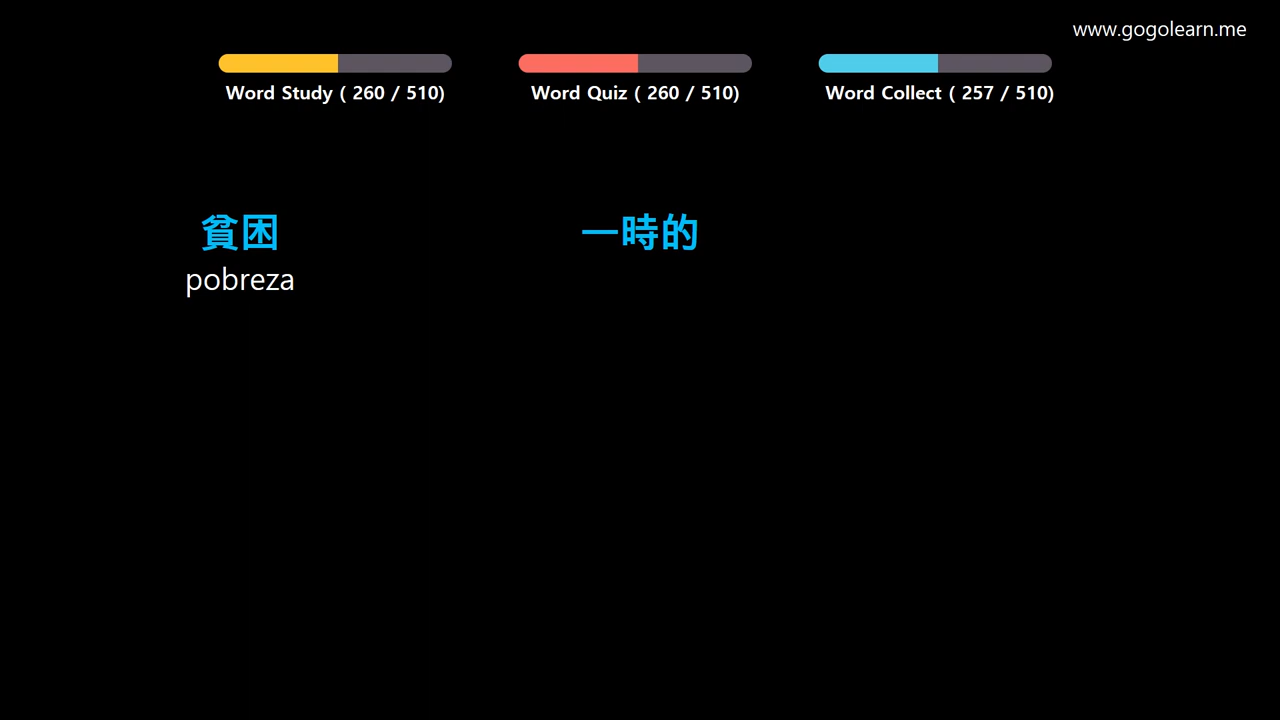 www.gogolearn.me
Word Study ( 260 / 510)
Word Quiz ( 260 / 510)
Word Collect ( 257 / 510)
貧困
pobreza
一時的